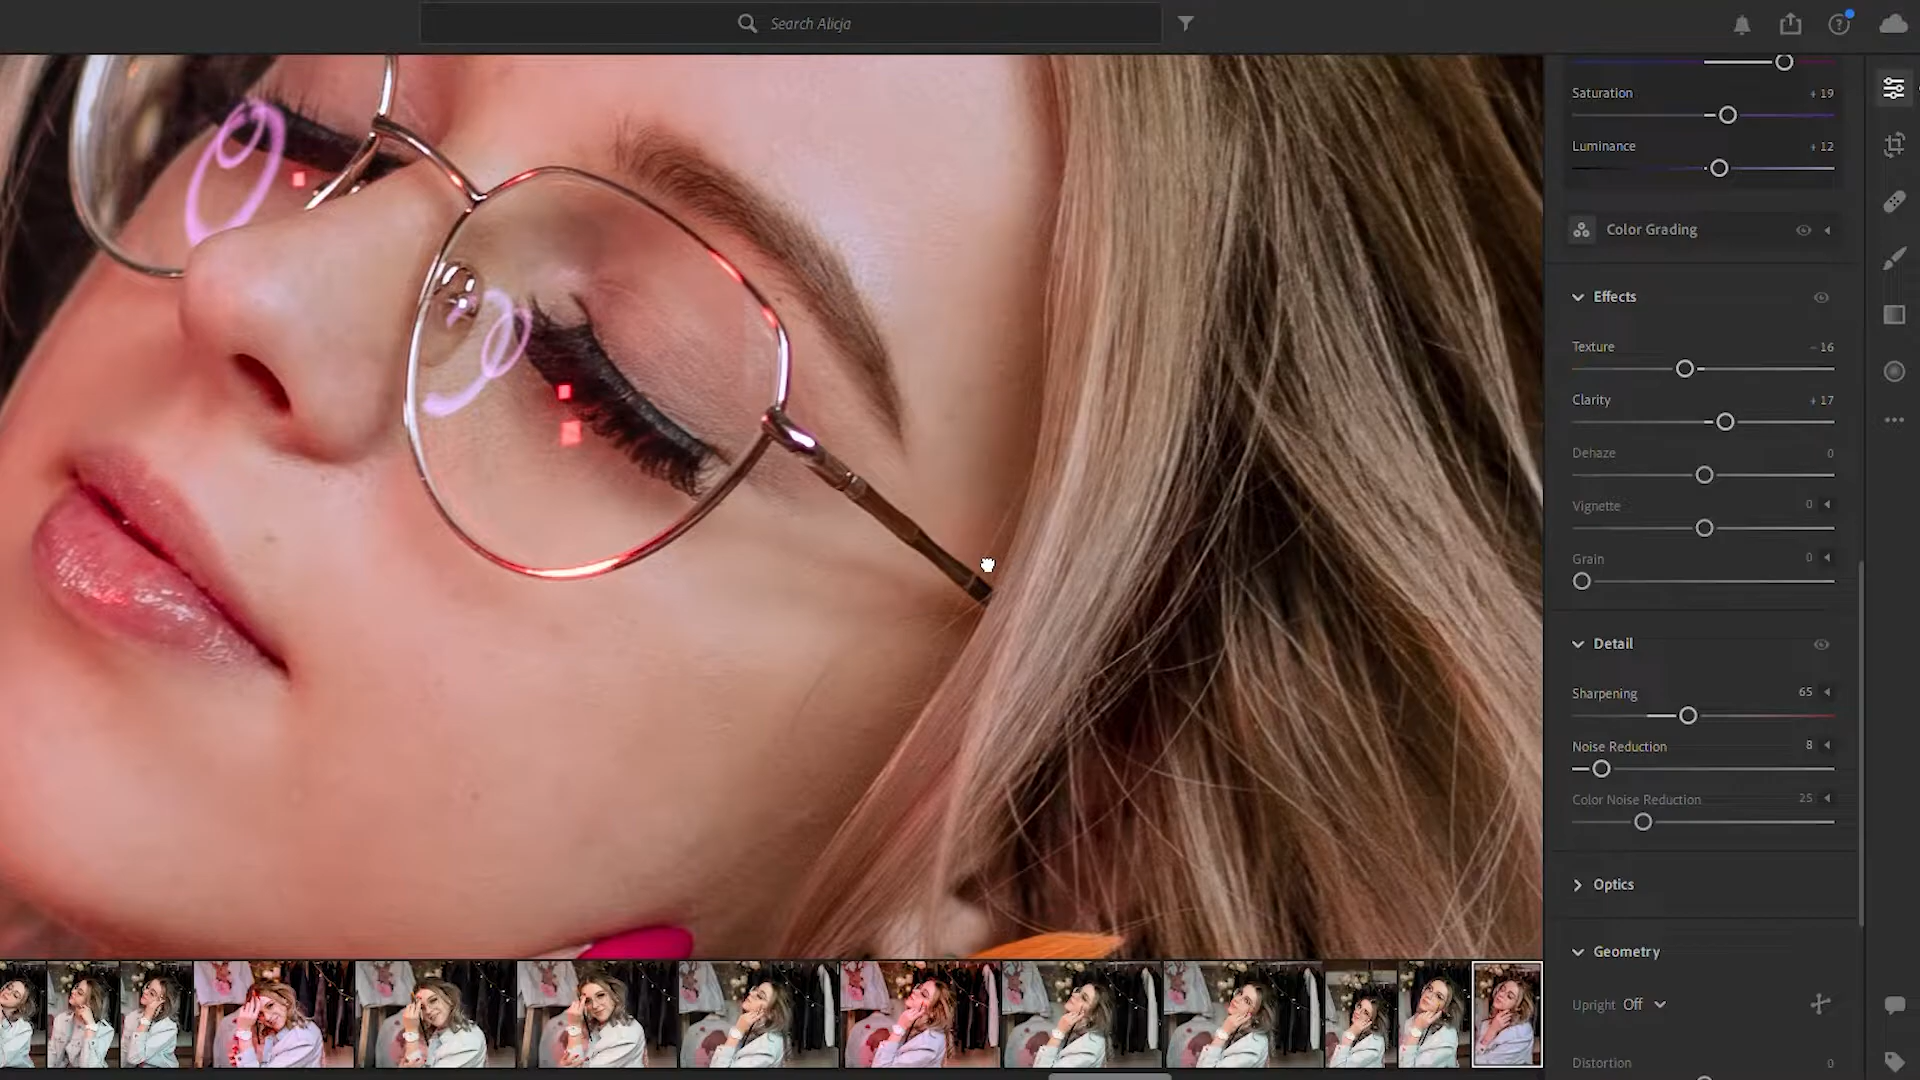 Search Alicja
Saturation + 19
Luminance + 12
Color Grading
Effects
Texture – 16
Clarity + 17
Dehaze 0
Vignette 0
Grain 0
Detail
Sharpening 65
Noise Reduction 8
Color Noise Reduction 25
Optics
Geometry
Upright Off
Distortion 0